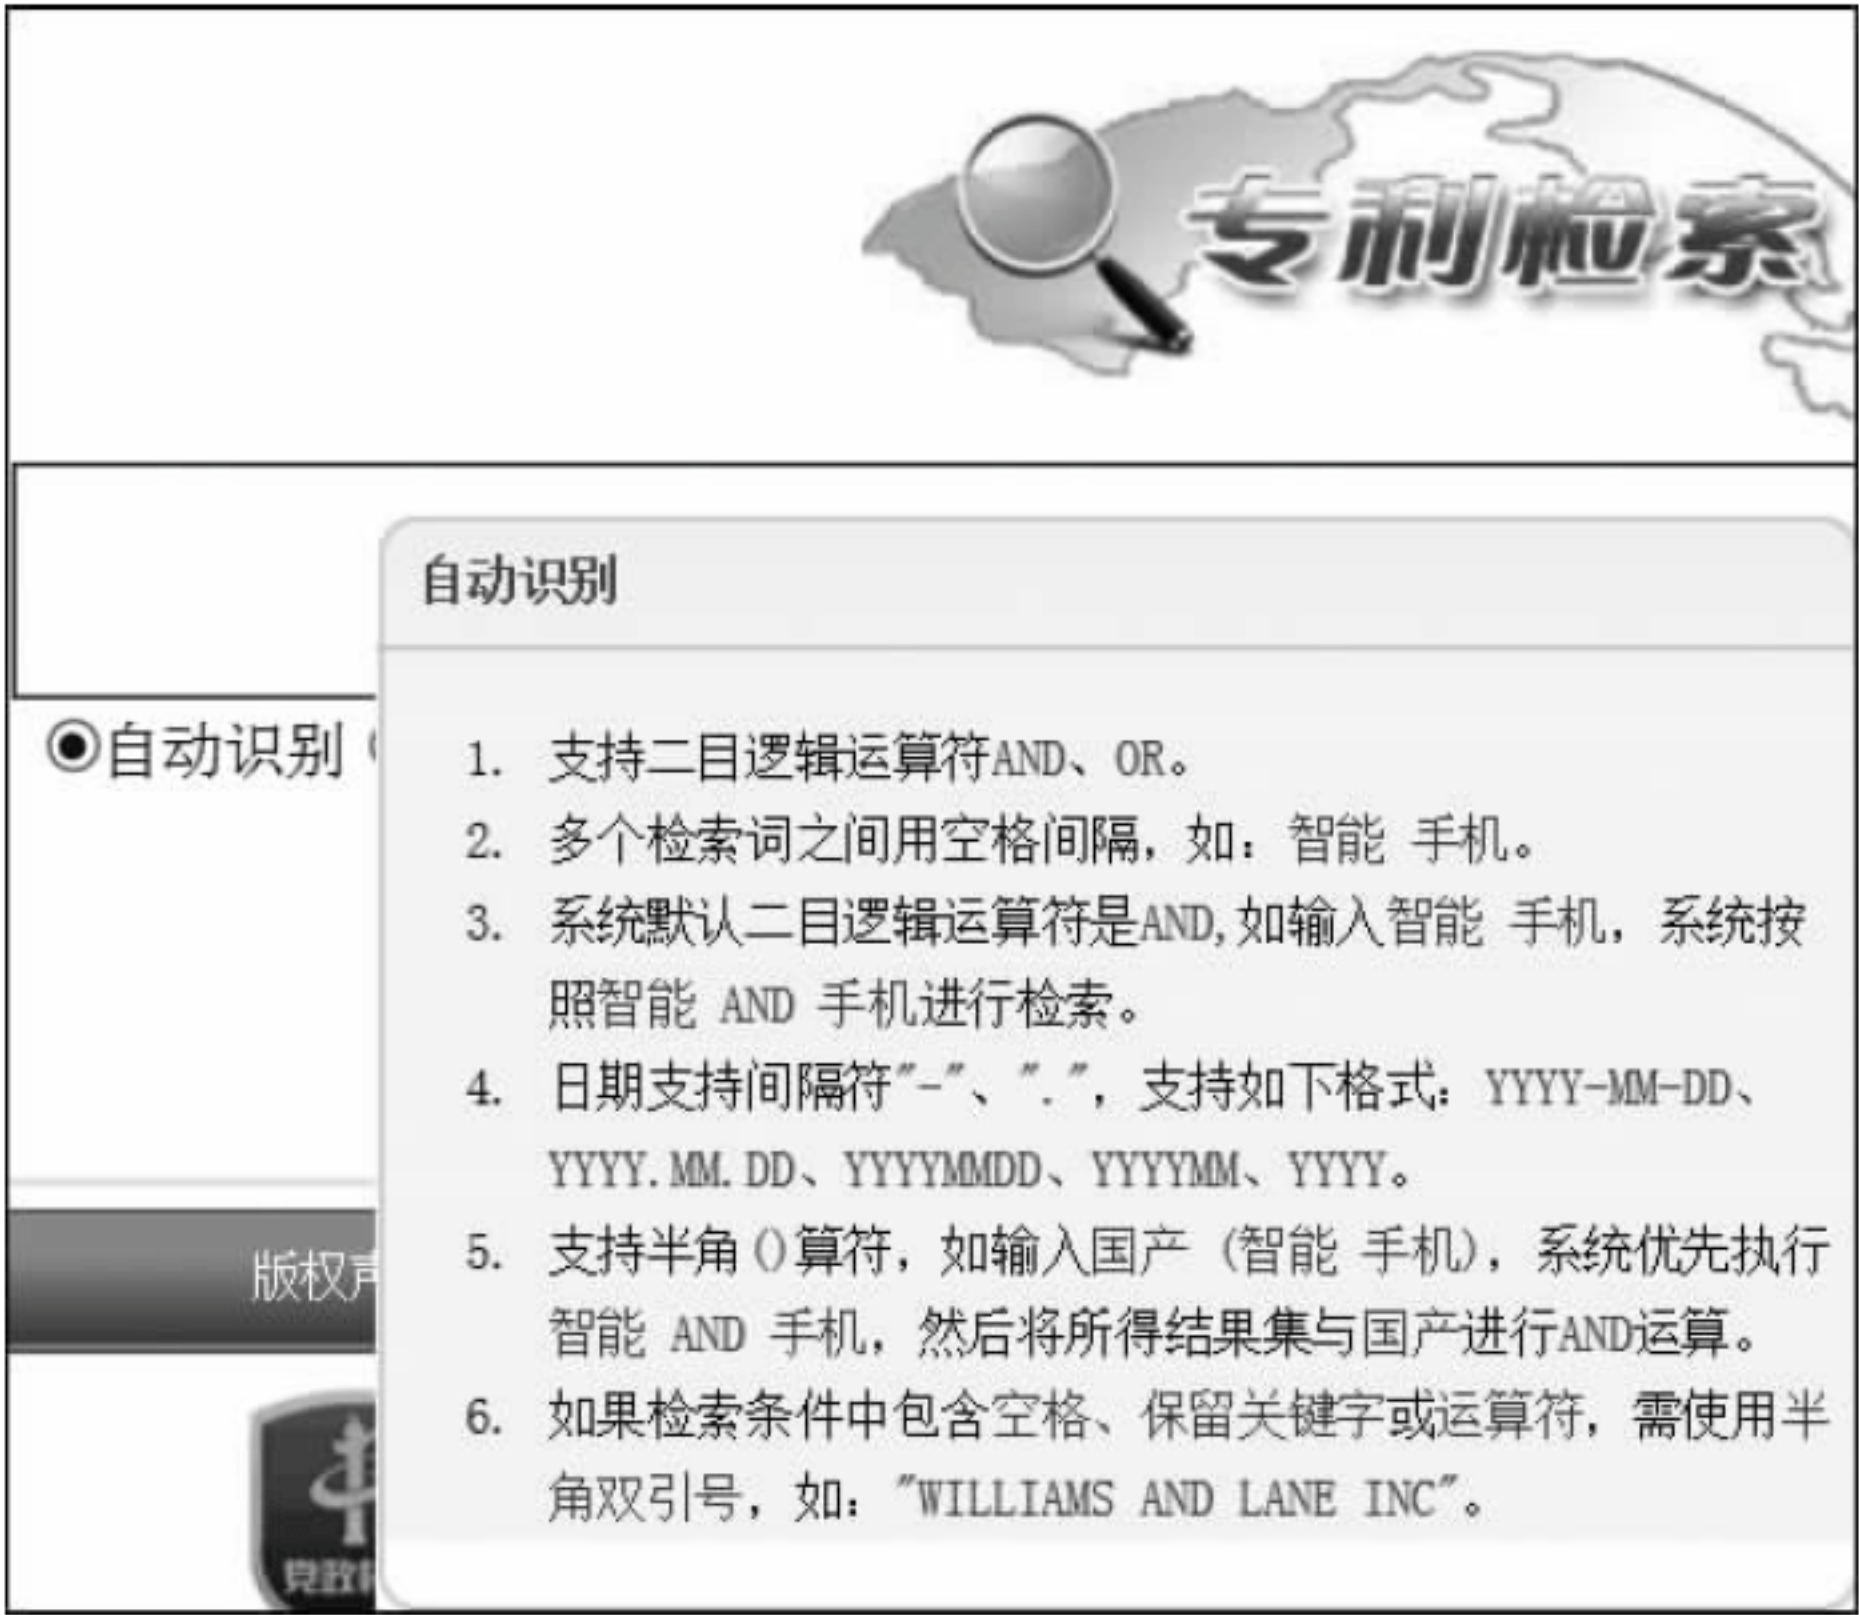 专利检索
自动识别
自动识别
1. 支持二目逻辑运算符AND、OR。
2. 多个检索词之间用空格间隔，如：智能 手机。
3. 系统默认二目逻辑运算符是AND,如输入智能 手机，系统按
照智能 AND 手机进行检索。
4. 日期支持间隔符"-"、"."，支持如下格式：YYYY-MM-DD、
YYYY.MM.DD、YYYYMMDD、YYYYMM、YYYY。
5. 支持半角()算符，如输入国产 (智能 手机)，系统优先执行
智能 AND 手机，然后将所得结果集与国产进行AND运算。
6. 如果检索条件中包含空格、保留关键字或运算符，需使用半
角双引号，如："WILLIAMS AND LANE INC"。
版权声
党政